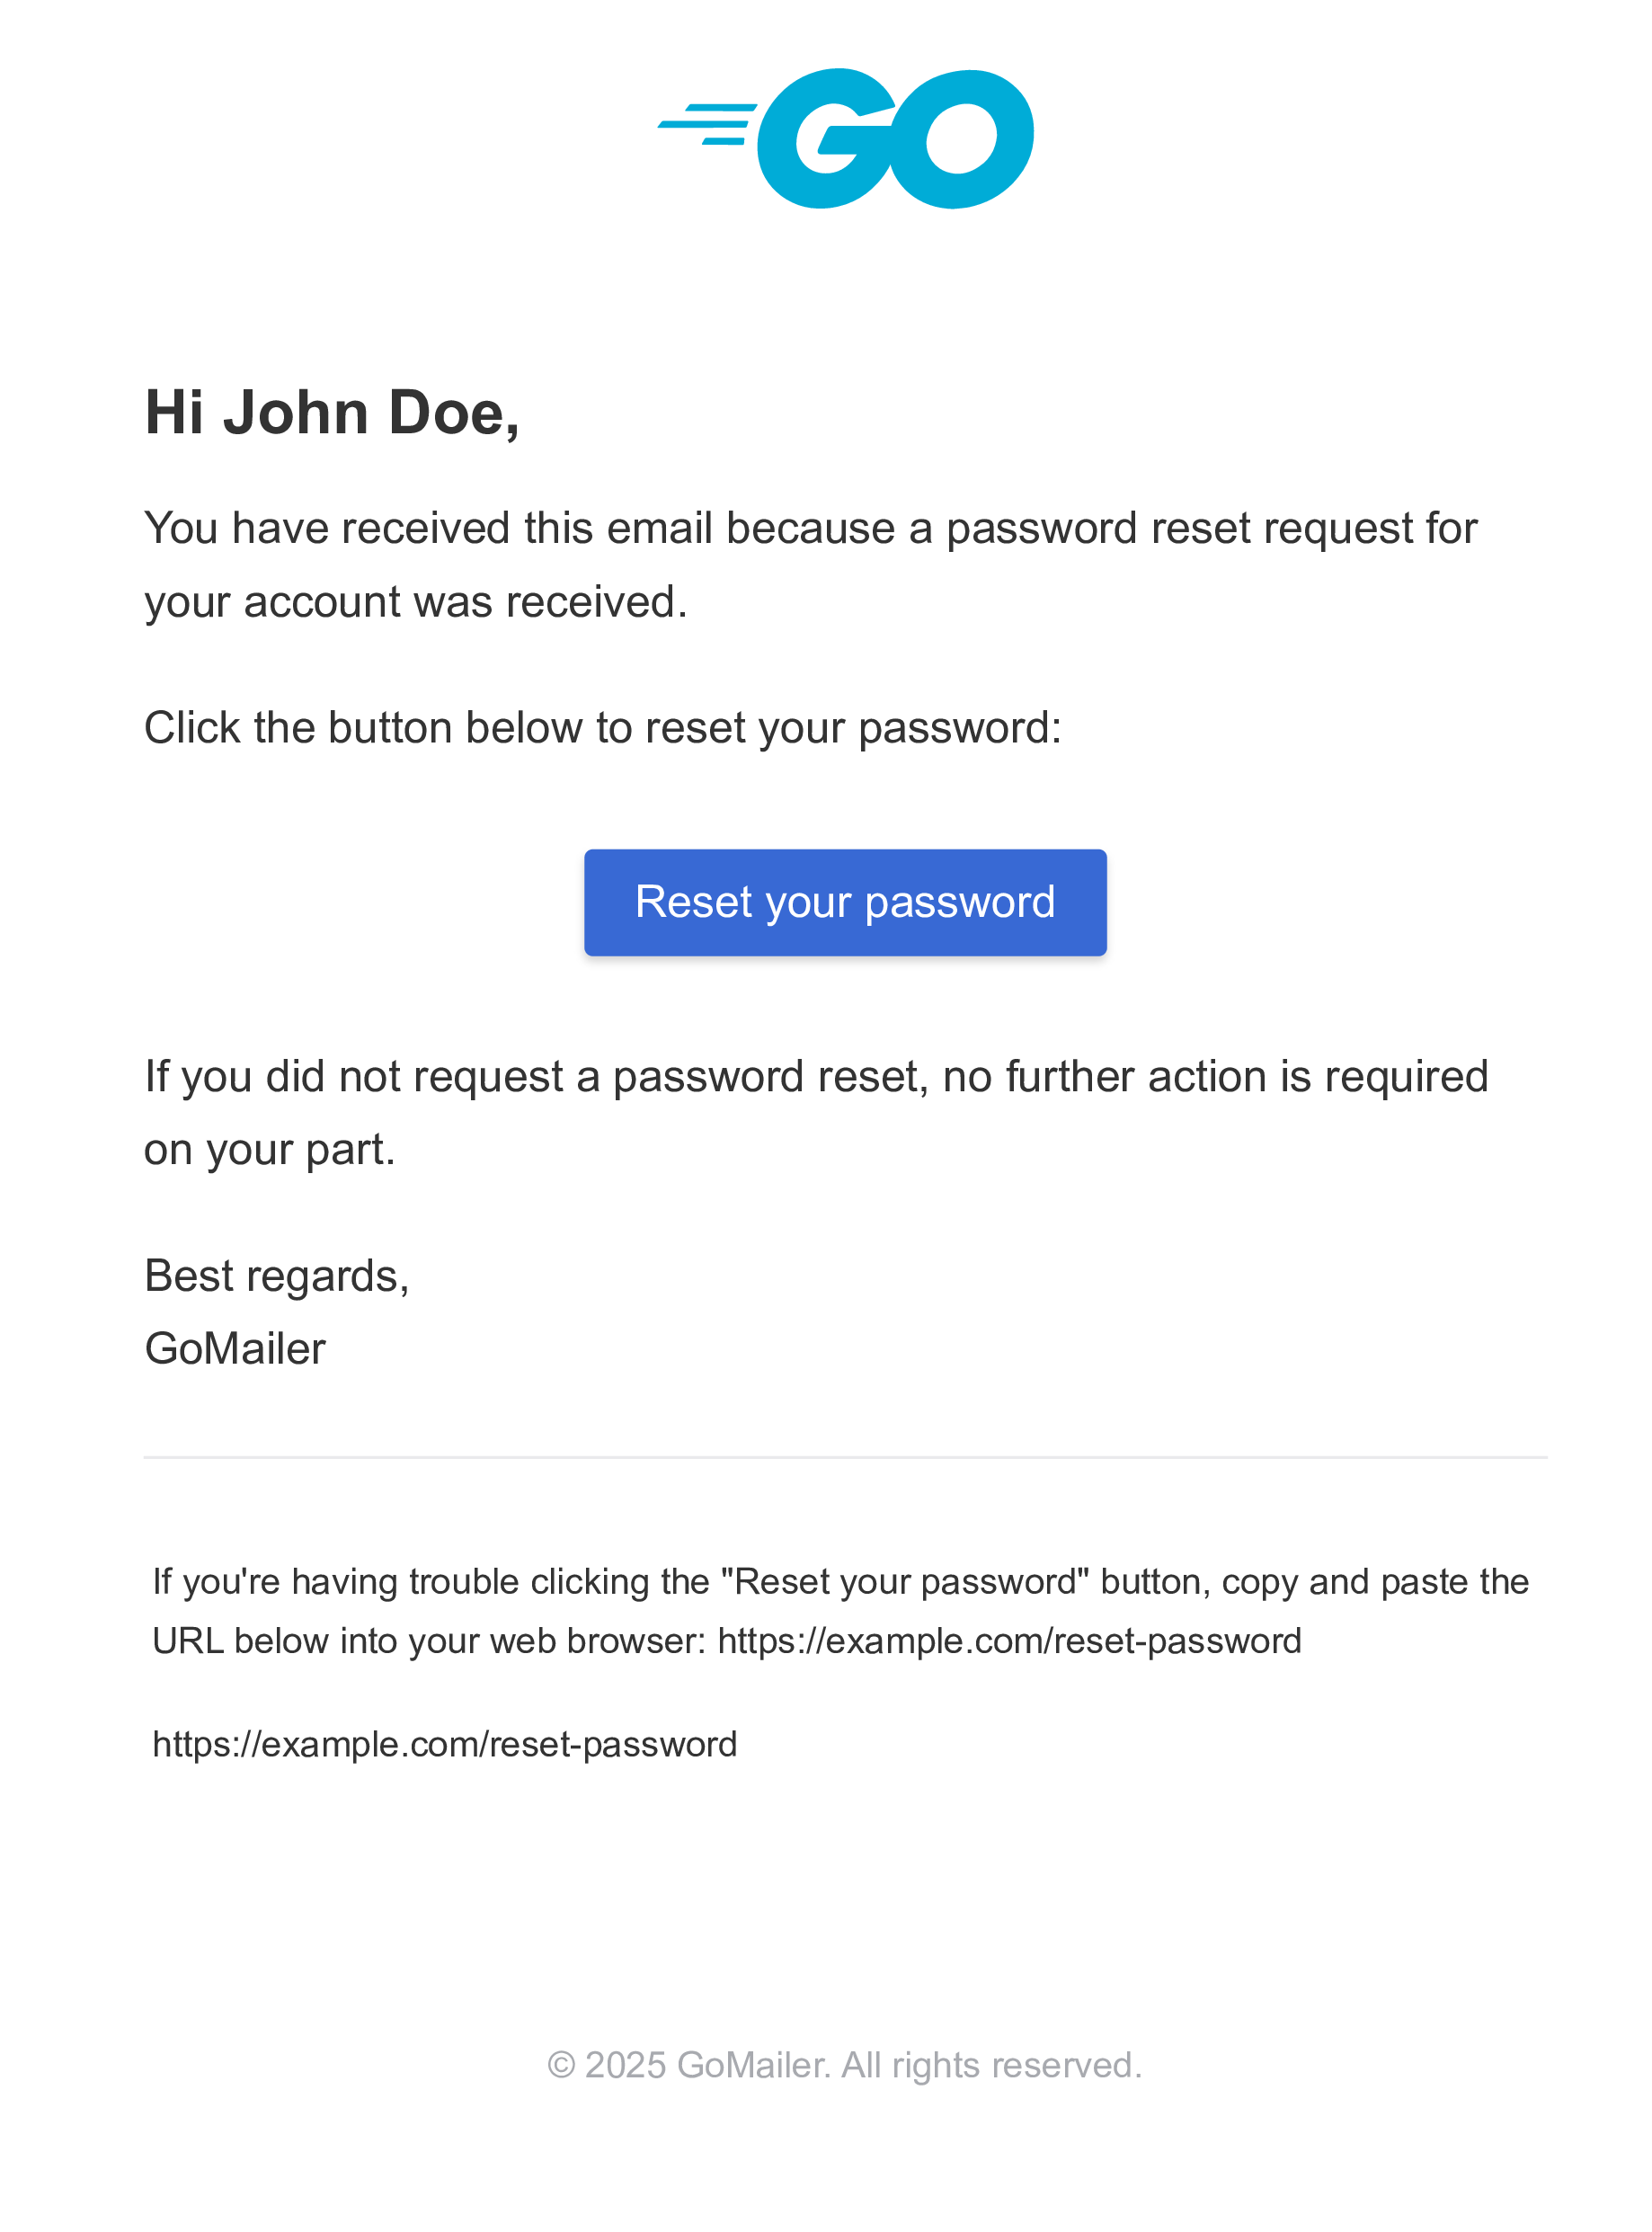 GO
Hi John Doe,
You have received this email because a password reset request for
your account was received.
Click the button below to reset your password:
Reset your password
If you did not request a password reset, no further action is required
on your part.
Best regards,
GoMailer
If you're having trouble clicking the "Reset your password" button, copy and paste the
URL below into your web browser: https://example.com/reset-password
https://example.com/reset-password
© 2025 GoMailer. All rights reserved.